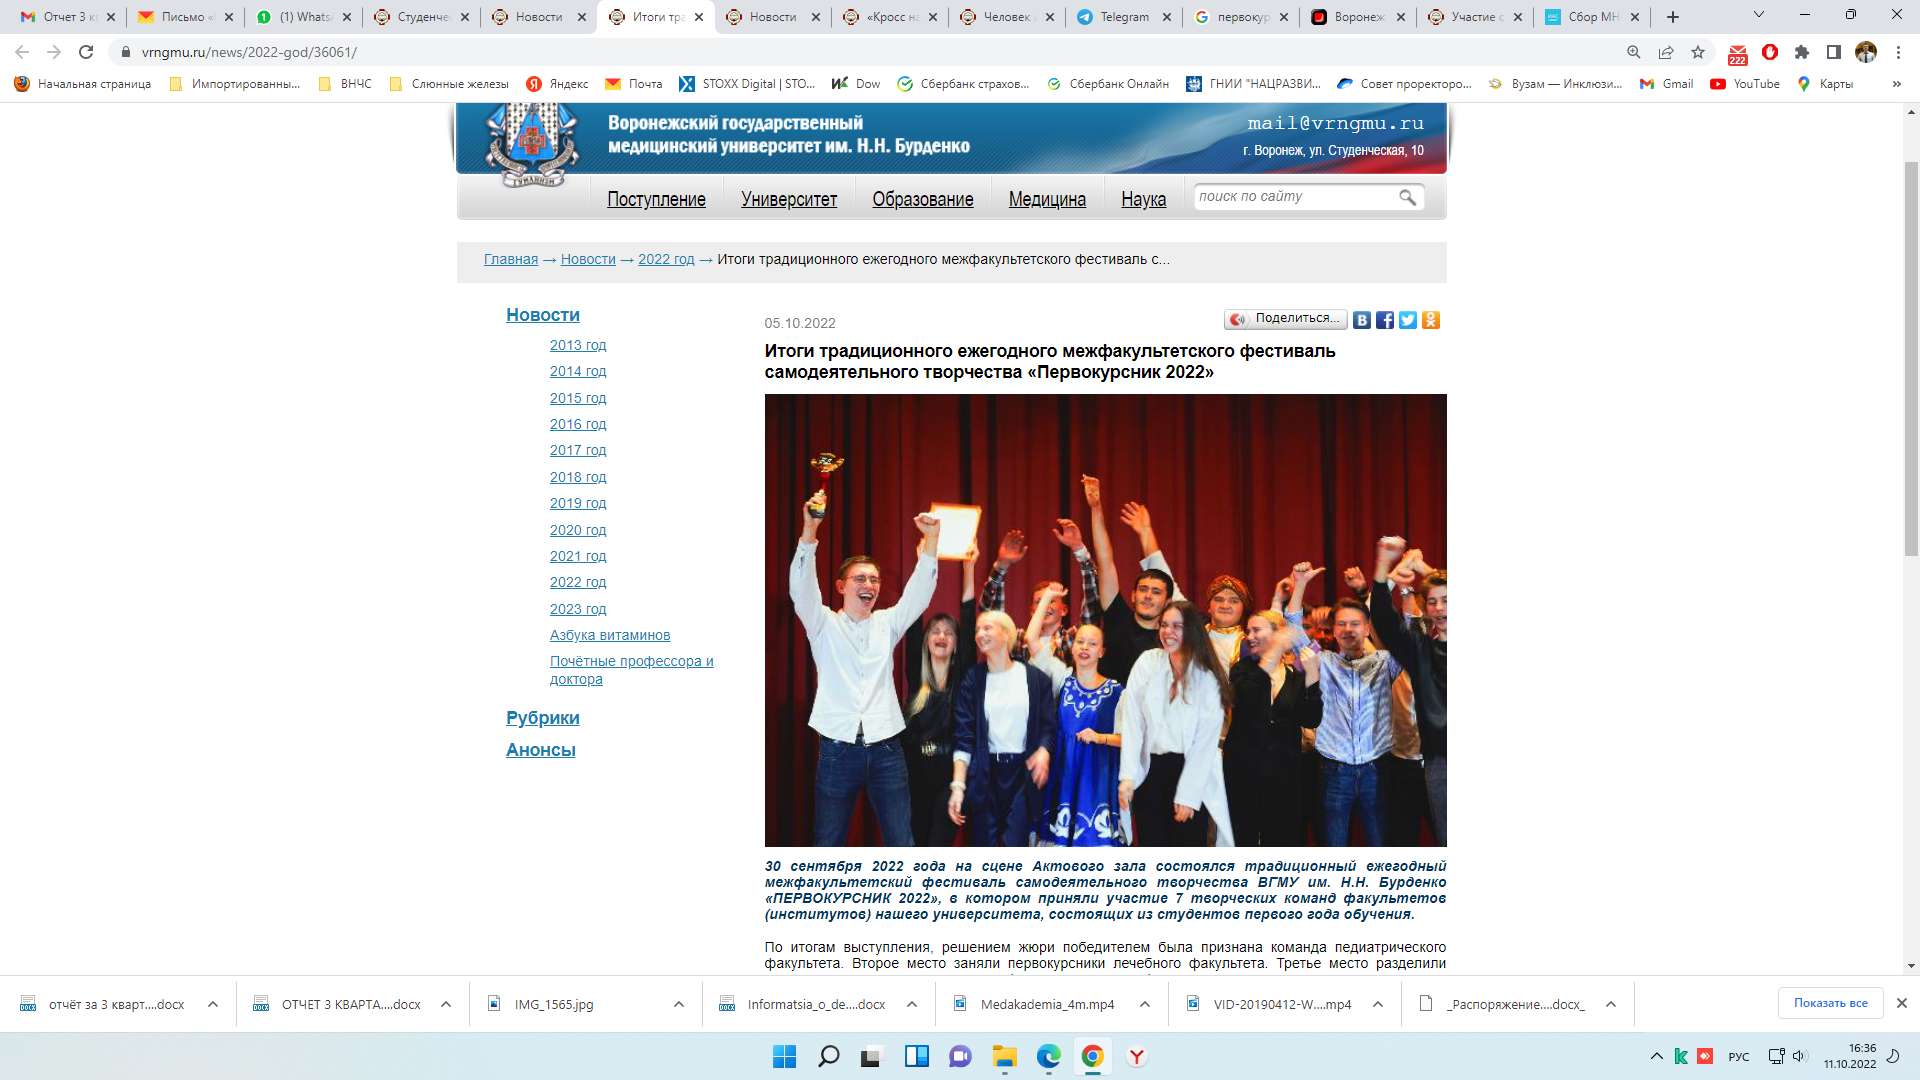 Отчет 3 к
Письмо «
(1) Whats
Студенче
Новости
Итоги тра
Новости
«Кросс на
Человек
Telegram
первокур
Воронеж
Участие с
Сбор МН
vrngmu.ru/news/2022-god/36061/
222
Начальная страница
Импортированны...
ВНЧС
Слюнные железы
Яндекс
Почта
STOXX Digital | STO...
Dow
Сбербанк страхов...
Сбербанк Онлайн
ГНИИ "НАЦРАЗВИ...
Совет проректоро...
Вузам — Инклюзи...
Gmail
YouTube
Карты
»
Воронежский государственный
медицинский университет им. Н.Н. Бурденко
mail@vrngmu.ru
г. Воронеж, ул. Студенческая, 10
ГУМАНИЗМ
Поступление
Университет
Образование
Медицина
Наука
поиск по сайту
Главная → Новости → 2022 год → Итоги традиционного ежегодного межфакультетского фестиваль с...
Новости
2013 год
2014 год
2015 год
2016 год
2017 год
2018 год
2019 год
2020 год
2021 год
2022 год
2023 год
Азбука витаминов
Почётные профессора и
доктора
Рубрики
Анонсы
05.10.2022
Поделиться...
Итоги традиционного ежегодного межфакультетского фестиваль
самодеятельного творчества «Первокурсник 2022»
30 сентября 2022 года на сцене Актового зала состоялся традиционный ежегодный
межфакультетский фестиваль самодеятельного творчества ВГМУ им. Н.Н. Бурденко
«ПЕРВОКУРСНИК 2022», в котором приняли участие 7 творческих команд факультетов
(институтов) нашего университета, состоящих из студентов первого года обучения.
По итогам выступления, решением жюри победителем была признана команда педиатрического
факультета. Второе место заняли первокурсники лечебного факультета. Третье место разделили
отчёт за 3 кварт....docx
ОТЧЕТ 3 КВАРТА....docx
IMG_1565.jpg
Informatsia_o_de....docx
Medakademia_4m.mp4
VID-20190412-W....mp4
_Распоряжение....docx_
Показать все
РУС
16:36
11.10.2022